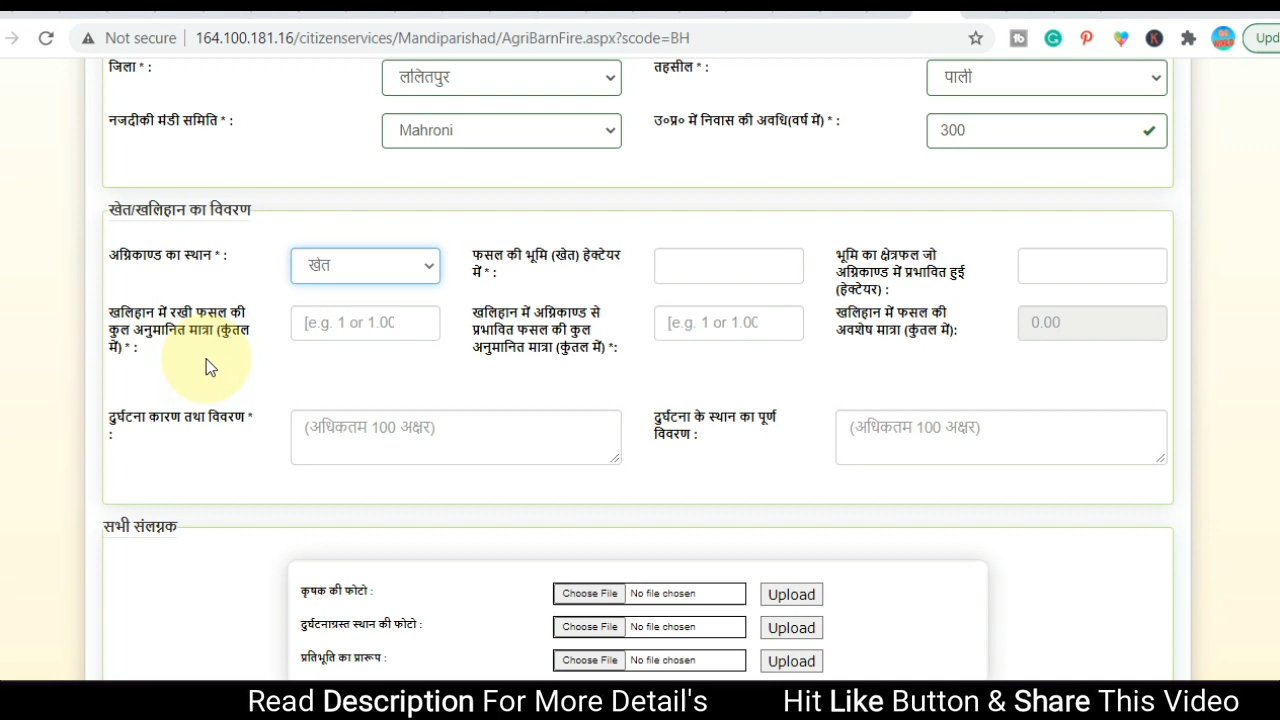 Not secure 164.100.181.16/citizenservices/Mandiparishad/AgriBarnFire.aspx?scode=BH Upd
जिला * : ललितपुर तहसील * : पाली
नजदीकी मंडी समिति * : Mahroni उ०प्र० में निवास की अवधि(वर्ष में) * : 300
खेत/खलिहान का विवरण
अग्निकाण्ड का स्थान * : खेत
फसल की भूमि (खेत) हेक्टेयर
में * :
भूमि का क्षेत्रफल जो
अग्निकाण्ड में प्रभावित हुई
(हेक्टेयर) :
खलिहान में रखी फसल की
कुल अनुमानित मात्रा (कुंतल
में) * :
[e.g. 1 or 1.00
खलिहान में अग्निकाण्ड से
प्रभावित फसल की कुल
अनुमानित मात्रा (कुंतल में) *:
[e.g. 1 or 1.00
खलिहान में फसल की
अवशेष मात्रा (कुंतल में):
0.00
दुर्घटना कारण तथा विवरण *
:
(अधिकतम 100 अक्षर)
दुर्घटना के स्थान का पूर्ण
विवरण :
(अधिकतम 100 अक्षर)
सभी संलग्नक
कृषक की फोटो : Choose File No file chosen Upload
दुर्घटनाग्रस्त स्थान की फोटो : Choose File No file chosen Upload
प्रतिभूति का प्रारूप : Choose File No file chosen Upload
Read Description For More Detail's Hit Like Button & Share This Video